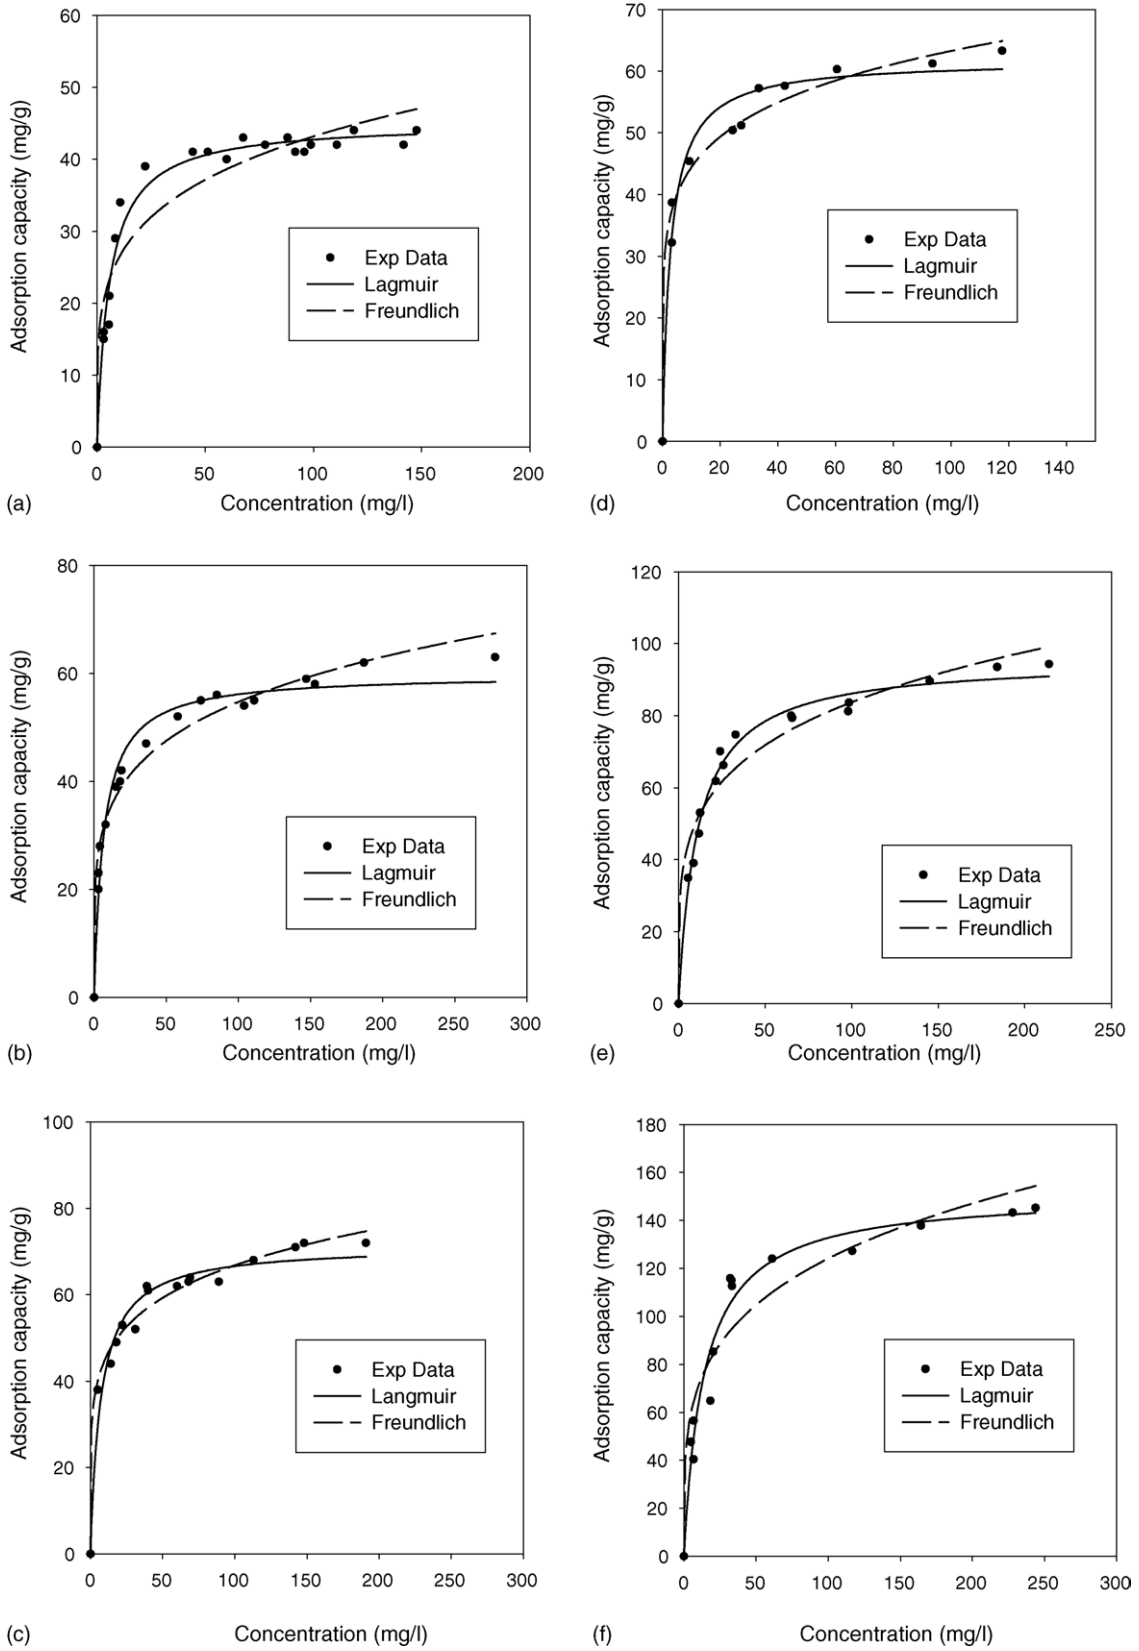 60
50
40
30
20
10
0
Adsorption capacity (mg/g)
Exp Data
Lagmuir
Freundlich
0 50 100 150 200
(a) Concentration (mg/l)
70
60
50
40
30
20
10
0
Adsorption capacity (mg/g)
Exp Data
Lagmuir
Freundlich
0 20 40 60 80 100 120 140
(d) Concentration (mg/l)
80
60
40
20
0
Adsorption capacity (mg/g)
Exp Data
Lagmuir
Freundlich
0 50 100 150 200 250 300
(b) Concentration (mg/l)
120
100
80
60
40
20
0
Adsorption capacity (mg/g)
Exp Data
Lagmuir
Freundlich
0 50 100 150 200 250
(e) Concentration (mg/l)
100
80
60
40
20
0
Adsorption capacity (mg/g)
Exp Data
Langmuir
Freundlich
0 50 100 150 200 250 300
(c) Concentration (mg/l)
180
160
140
120
100
80
60
40
20
0
Adsorption capacity (mg/g)
Exp Data
Lagmuir
Freundlich
0 50 100 150 200 250 300
(f) Concentration (mg/l)